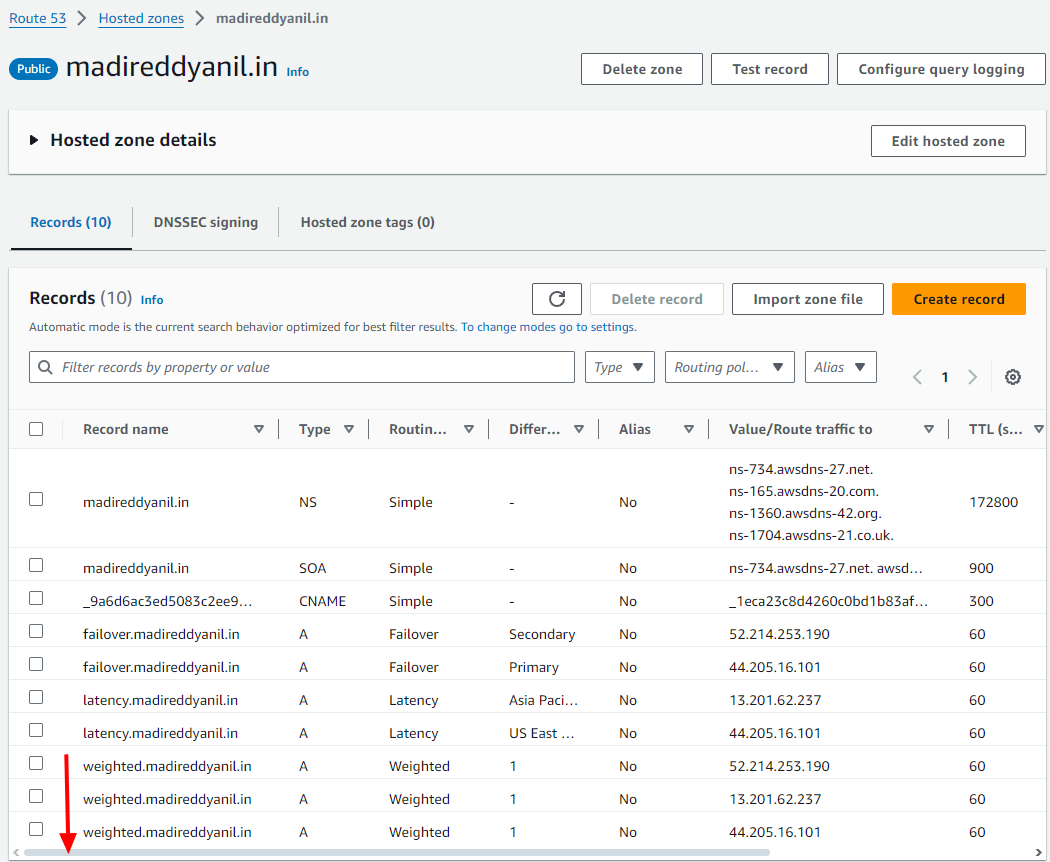 Route 53 > Hosted zones > madireddyanil.in
Public madireddyanil.in Info
Delete zone Test record Configure query logging
Hosted zone details
Edit hosted zone
Records (10) DNSSEC signing Hosted zone tags (0)
Records (10) Info
Delete record Import zone file Create record
Automatic mode is the current search behavior optimized for best filter results. To change modes go to settings.
Filter records by property or value Type Routing pol... Alias 1
Record name Type Routin... Differ... Alias Value/Route traffic to TTL (s...
ns-734.awsdns-27.net.
ns-165.awsdns-20.com.
madireddyanil.in NS Simple - No 172800
ns-1360.awsdns-42.org.
ns-1704.awsdns-21.co.uk.
madireddyanil.in SOA Simple - No ns-734.awsdns-27.net. awsd... 900
_9a6d6ac3ed5083c2ee9... CNAME Simple - No _1eca23c8d4260c0bd1b83af... 300
failover.madireddyanil.in A Failover Secondary No 52.214.253.190 60
failover.madireddyanil.in A Failover Primary No 44.205.16.101 60
latency.madireddyanil.in A Latency Asia Paci... No 13.201.62.237 60
latency.madireddyanil.in A Latency US East ... No 44.205.16.101 60
weighted.madireddyanil.in A Weighted 1 No 52.214.253.190 60
weighted.madireddyanil.in A Weighted 1 No 13.201.62.237 60
weighted.madireddyanil.in A Weighted 1 No 44.205.16.101 60